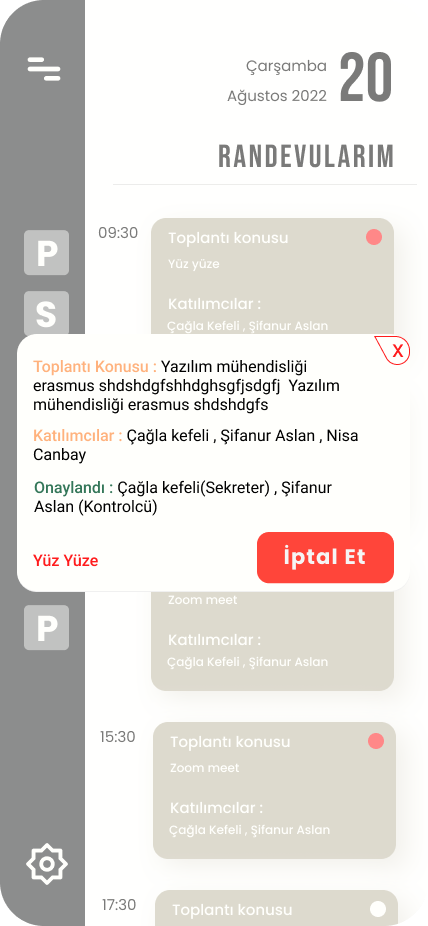 Çarşamba 20
Ağustos 2022
RANDEVULARIM
09:30
Toplantı konusu
Yüz yüze
Katılımcılar :
Çağla Kefeli , Şifanur Aslan
P
S
X
Toplantı Konusu : Yazılım mühendisliği
erasmus shdshdgfshhdghsgfjsdgfj Yazılım
mühendisliği erasmus shdshdgfs
Katılımcılar : Çağla kefeli , Şifanur Aslan , Nisa
Canbay
Onaylandı : Çağla kefeli(Sekreter) , Şifanur
Aslan (Kontrolcü)
Yüz Yüze
İptal Et
Zoom meet
P
Katılımcılar :
Çağla Kefeli , Şifanur Aslan
15:30
Toplantı konusu
Zoom meet
Katılımcılar :
Çağla Kefeli , Şifanur Aslan
17:30
Toplantı konusu